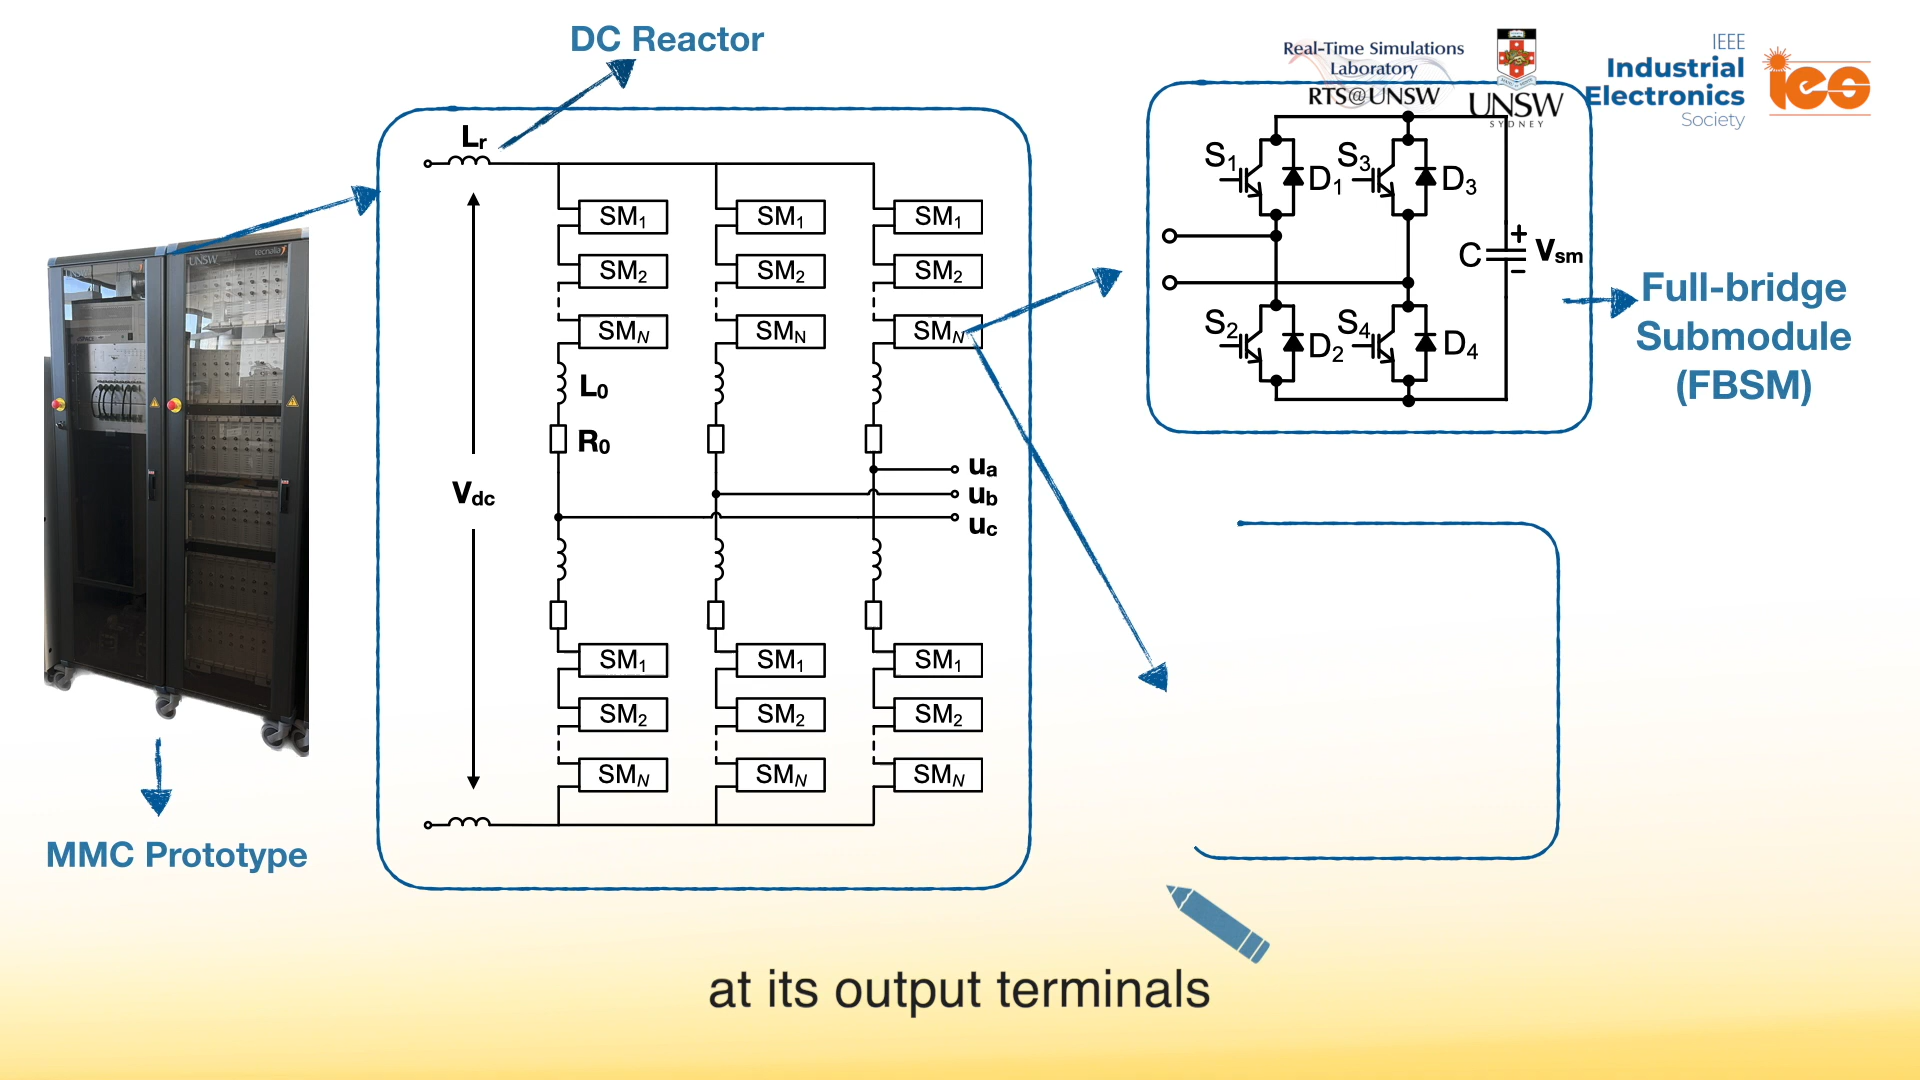 DC Reactor
Real-Time Simulations
Laboratory
RTS@UNSW
UNSW
SYDNEY
IEEE
Industrial
Electronics
Society
ies
Lr
SM1 SM1 SM1
SM2 SM2 SM2
SMN SMN SMN
L0
R0
Vdc
ua
ub
uc
SM1 SM1 SM1
SM2 SM2 SM2
SMN SMN SMN
S1 D1 S3 D3
C + Vsm
−
S2 D2 S4 D4
Full-bridge
Submodule
(FBSM)
UNSW tecnalia
MMC Prototype
at its output terminals